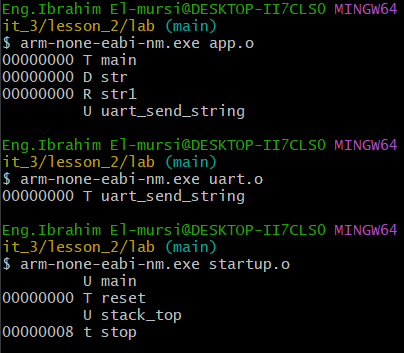 Eng.Ibrahim El-mursi@DESKTOP-II7CLSO MINGW64
it_3/lesson_2/lab (main)
$ arm-none-eabi-nm.exe app.o
00000000 T main
00000000 D str
00000000 R str1
         U uart_send_string
Eng.Ibrahim El-mursi@DESKTOP-II7CLSO MINGW64
it_3/lesson_2/lab (main)
$ arm-none-eabi-nm.exe uart.o
00000000 T uart_send_string
Eng.Ibrahim El-mursi@DESKTOP-II7CLSO MINGW64
it_3/lesson_2/lab (main)
$ arm-none-eabi-nm.exe startup.o
         U main
00000000 T reset
         U stack_top
00000008 t stop